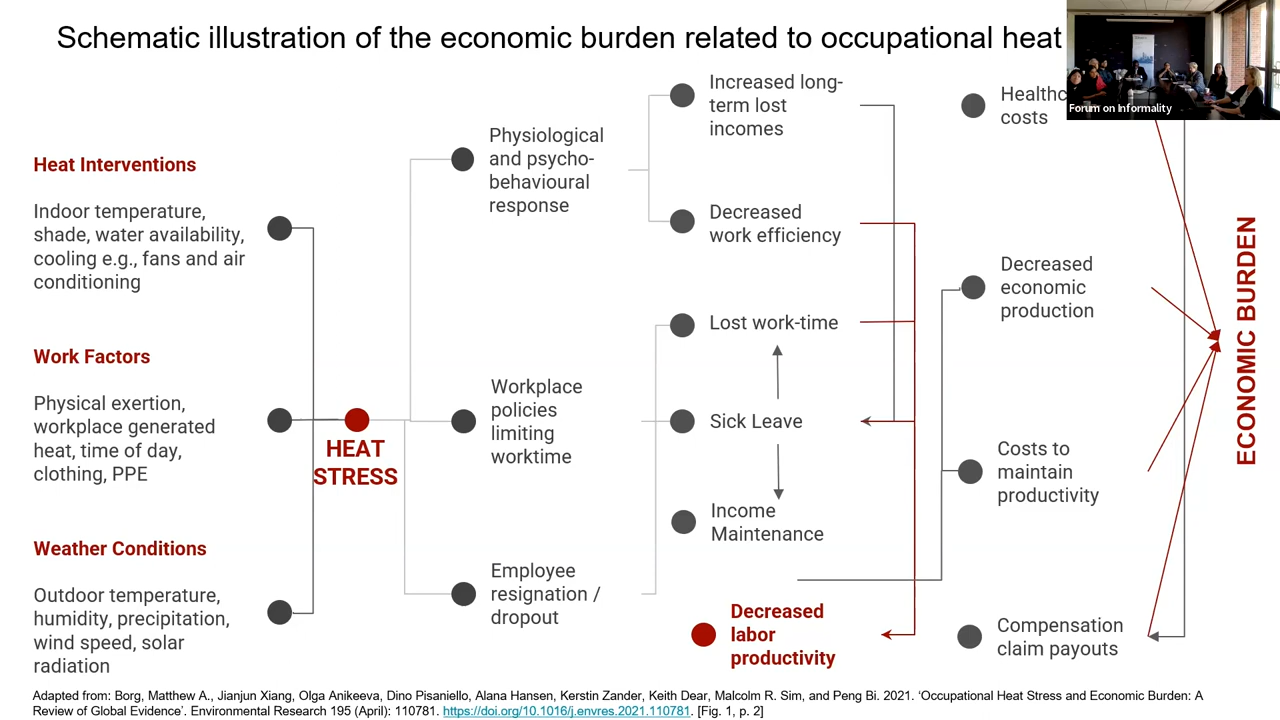 Schematic illustration of the economic burden related to occupational heat
Forum on Informality
Heat Interventions
Indoor temperature,
shade, water availability,
cooling e.g., fans and air
conditioning
Work Factors
Physical exertion,
workplace generated
heat, time of day,
clothing, PPE
Weather Conditions
Outdoor temperature,
humidity, precipitation,
wind speed, solar
radiation
HEAT
STRESS
Physiological
and psycho-
behavioural
response
Workplace
policies
limiting
worktime
Employee
resignation /
dropout
Increased long-
term lost
incomes
Decreased
work efficiency
Lost work-time
Sick Leave
Income
Maintenance
Decreased
labor
productivity
costs
Decreased
economic
production
Costs to
maintain
productivity
Compensation
claim payouts
ECONOMIC BURDEN
Adapted from: Borg, Matthew A., Jianjun Xiang, Olga Anikeeva, Dino Pisaniello, Alana Hansen, Kerstin Zander, Keith Dear, Malcolm R. Sim, and Peng Bi. 2021. ‘Occupational Heat Stress and Economic Burden: A
Review of Global Evidence’. Environmental Research 195 (April): 110781. https://doi.org/10.1016/j.envres.2021.110781. [Fig. 1, p. 2]